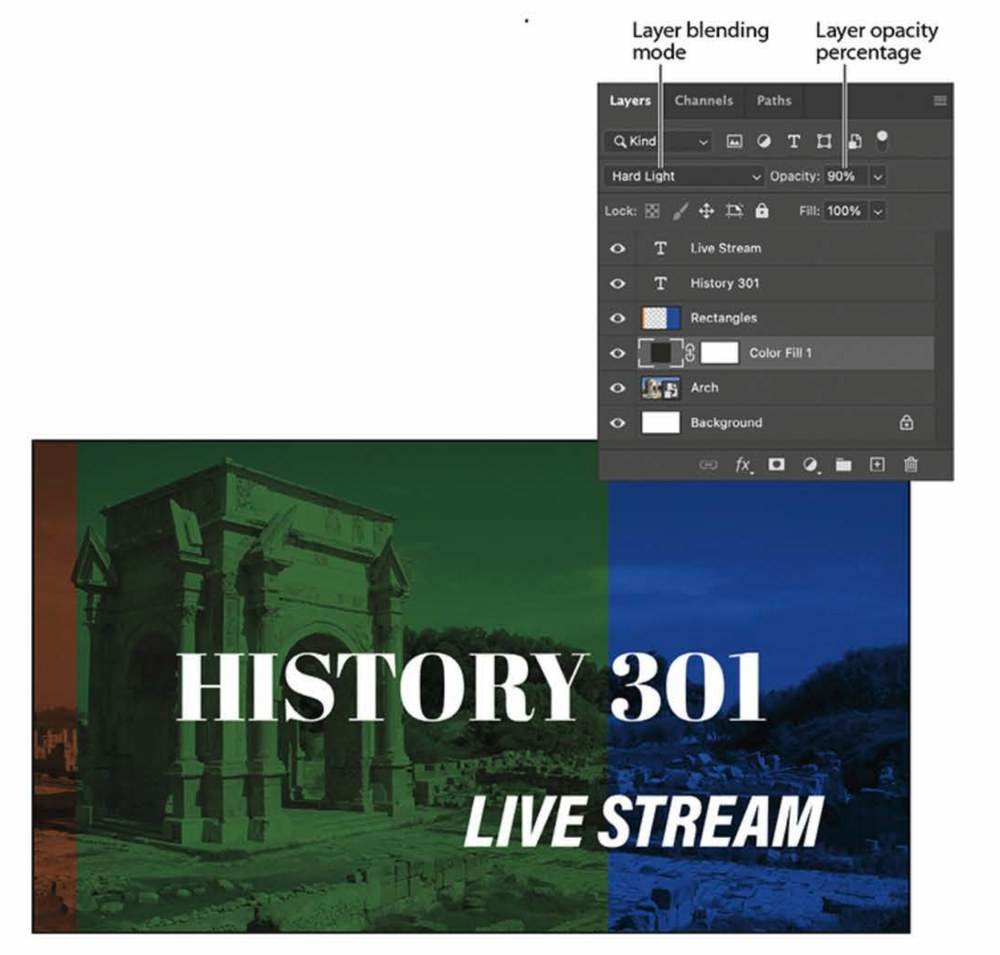 Layer blending
mode
Layer opacity
percentage
Layers Channels Paths
Kind
Hard Light Opacity: 90%
Lock: Fill: 100%
Live Stream
History 301
Rectangles
Color Fill 1
Arch
Background
fx
HISTORY 301
LIVE STREAM